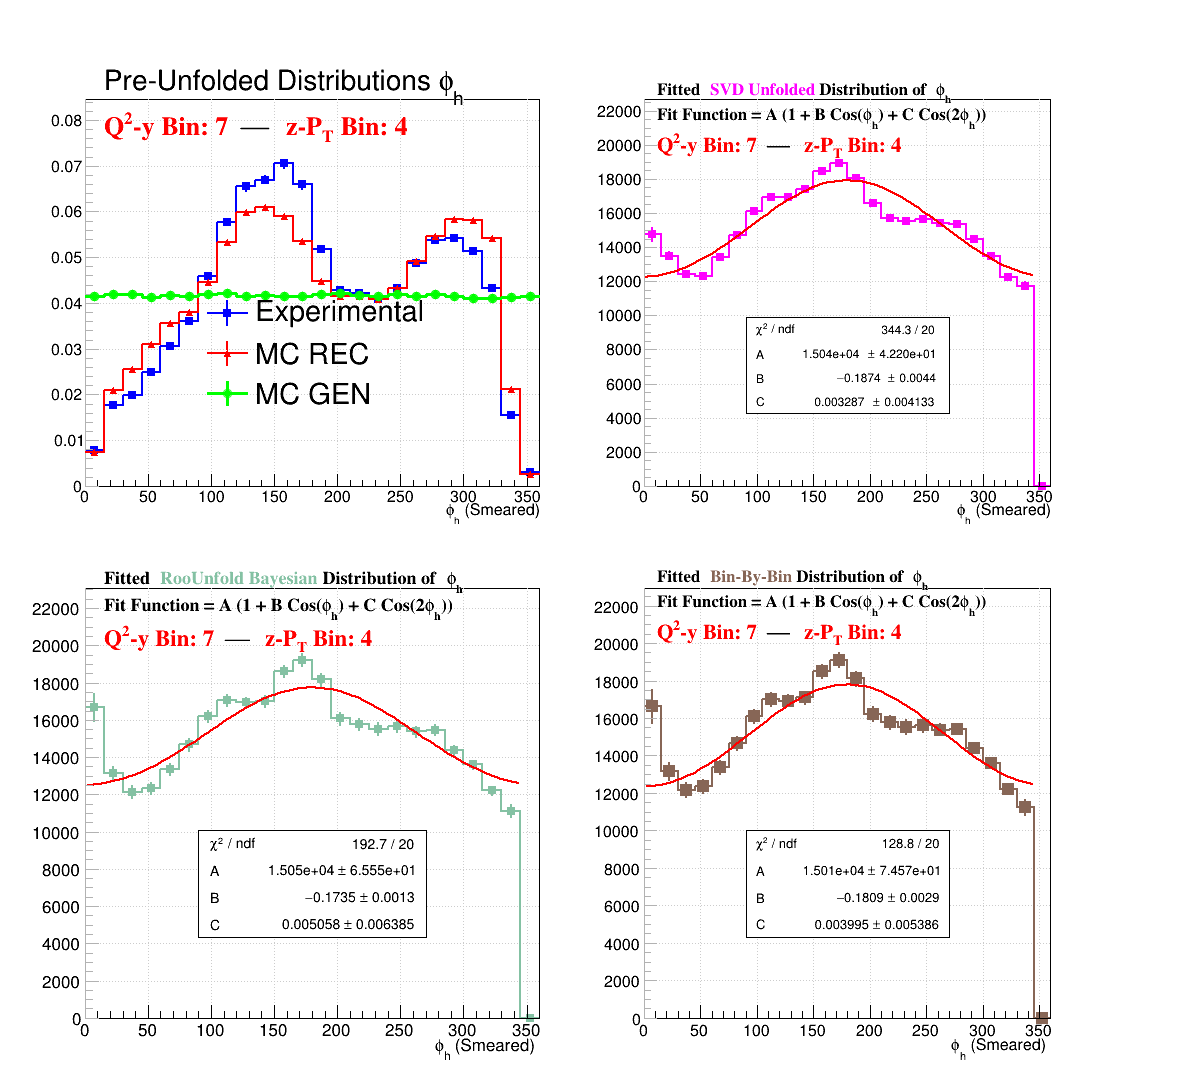 Pre-Unfolded Distributions ϕh
Q2-y Bin: 7 — z-PT Bin: 4
0.08
0.07
0.06
0.05
0.04
0.03
0.02
0.01
0
Experimental
MC REC
MC GEN
0 50 100 150 200 250 300 350
ϕh (Smeared)
Fitted SVD Unfolded Distribution of ϕh
Fit Function = A (1 + B Cos(ϕh) + C Cos(2ϕh))
Q2-y Bin: 7 — z-PT Bin: 4
22000
20000
18000
16000
14000
12000
10000
8000
6000
4000
2000
0
χ2 / ndf 344.3 / 20
A 1.504e+04 ± 4.220e+01
B −0.1874 ± 0.0044
C 0.003287 ± 0.004133
0 50 100 150 200 250 300 350
ϕh (Smeared)
Fitted RooUnfold Bayesian Distribution of ϕh
Fit Function = A (1 + B Cos(ϕh) + C Cos(2ϕh))
Q2-y Bin: 7 — z-PT Bin: 4
22000
20000
18000
16000
14000
12000
10000
8000
6000
4000
2000
0
χ2 / ndf 192.7 / 20
A 1.505e+04 ± 6.555e+01
B −0.1735 ± 0.0013
C 0.005058 ± 0.006385
0 50 100 150 200 250 300 350
ϕh (Smeared)
Fitted Bin-By-Bin Distribution of ϕh
Fit Function = A (1 + B Cos(ϕh) + C Cos(2ϕh))
Q2-y Bin: 7 — z-PT Bin: 4
22000
20000
18000
16000
14000
12000
10000
8000
6000
4000
2000
0
χ2 / ndf 128.8 / 20
A 1.501e+04 ± 7.457e+01
B −0.1809 ± 0.0029
C 0.003995 ± 0.005386
0 50 100 150 200 250 300 350
ϕh (Smeared)